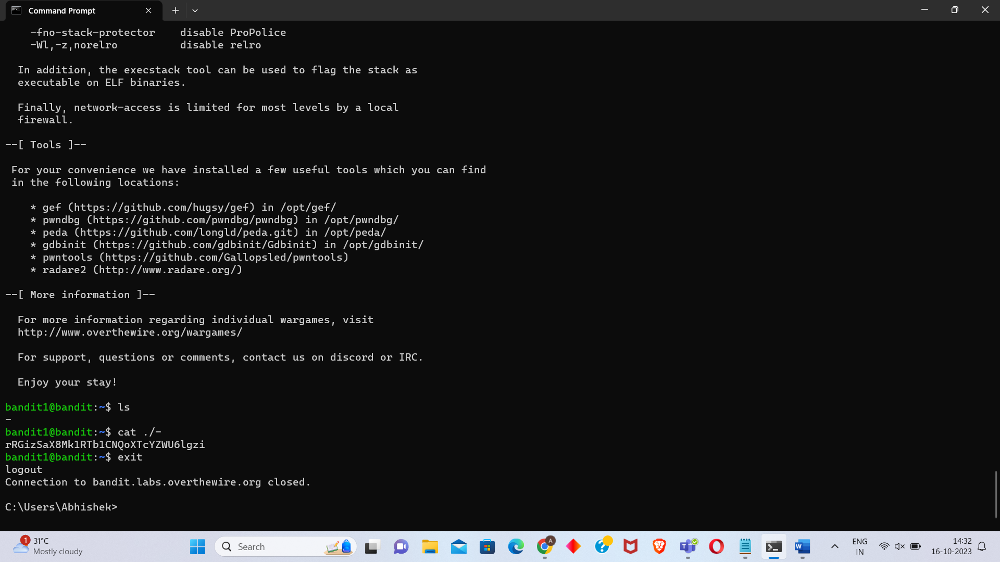 Command Prompt
-fno-stack-protector    disable ProPolice
-Wl,-z,norelro          disable relro
In addition, the execstack tool can be used to flag the stack as
executable on ELF binaries.
Finally, network-access is limited for most levels by a local
firewall.
--[ Tools ]--
For your convenience we have installed a few useful tools which you can find
in the following locations:
* gef (https://github.com/hugsy/gef) in /opt/gef/
* pwndbg (https://github.com/pwndbg/pwndbg) in /opt/pwndbg/
* peda (https://github.com/longld/peda.git) in /opt/peda/
* gdbinit (https://github.com/gdbinit/Gdbinit) in /opt/gdbinit/
* pwntools (https://github.com/Gallopsled/pwntools)
* radare2 (http://www.radare.org/)
--[ More information ]--
For more information regarding individual wargames, visit
http://www.overthewire.org/wargames/
For support, questions or comments, contact us on discord or IRC.
Enjoy your stay!
bandit1@bandit:~$ ls
-
bandit1@bandit:~$ cat ./-
rRGizSaX8Mk1RTb1CNQoXTcYZWU6lgzi
bandit1@bandit:~$ exit
logout
Connection to bandit.labs.overthewire.org closed.
C:\Users\Abhishek>
1
31°C
Mostly cloudy
Search
A
ENG
IN
14:32
16-10-2023